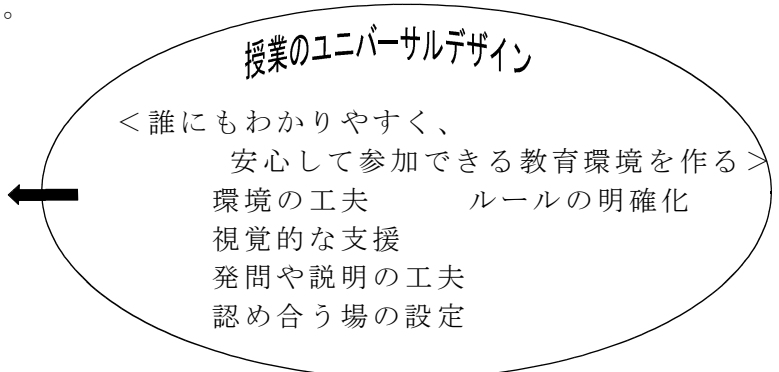 。
授業のユニバーサルデザイン
＜誰にもわかりやすく、
安心して参加できる教育環境を作る＞
環境の工夫　　ルールの明確化
視覚的な支援
発問や説明の工夫
認め合う場の設定